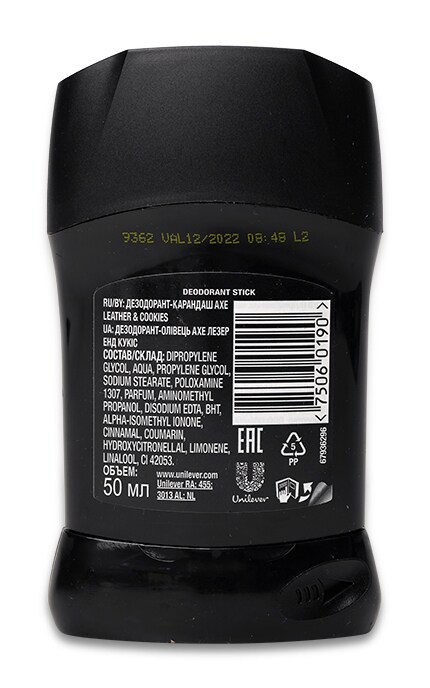 9362 VAL12/2022 08:48 L2
DEODORANT STICK
RU/BY: ДЕЗОДОРАНТ-КАРАНДАШ AXE
LEATHER & COOKIES
UA: ДЕЗОДОРАНТ-ОЛІВЕЦЬ AXE ЛЕЗЕР
ЕНД КУКІС
СОСТАВ/СКЛАД: DIPROPYLENE
GLYCOL, AQUA, PROPYLENE GLYCOL,
SODIUM STEARATE, POLOXAMINE
1307, PARFUM, AMINOMETHYL
PROPANOL, DISODIUM EDTA, BHT,
ALPHA-ISOMETHYL IONONE,
CINNAMAL, COUMARIN,
HYDROXYCITRONELLAL, LIMONENE,
LINALOOL, CI 42053.
ОБЪЕМ:
50 МЛ
www.unilever.com
Unilever RA: 455;
3013 AL; NL
<75060190>
EAC
5
PP
67936296
Unilever